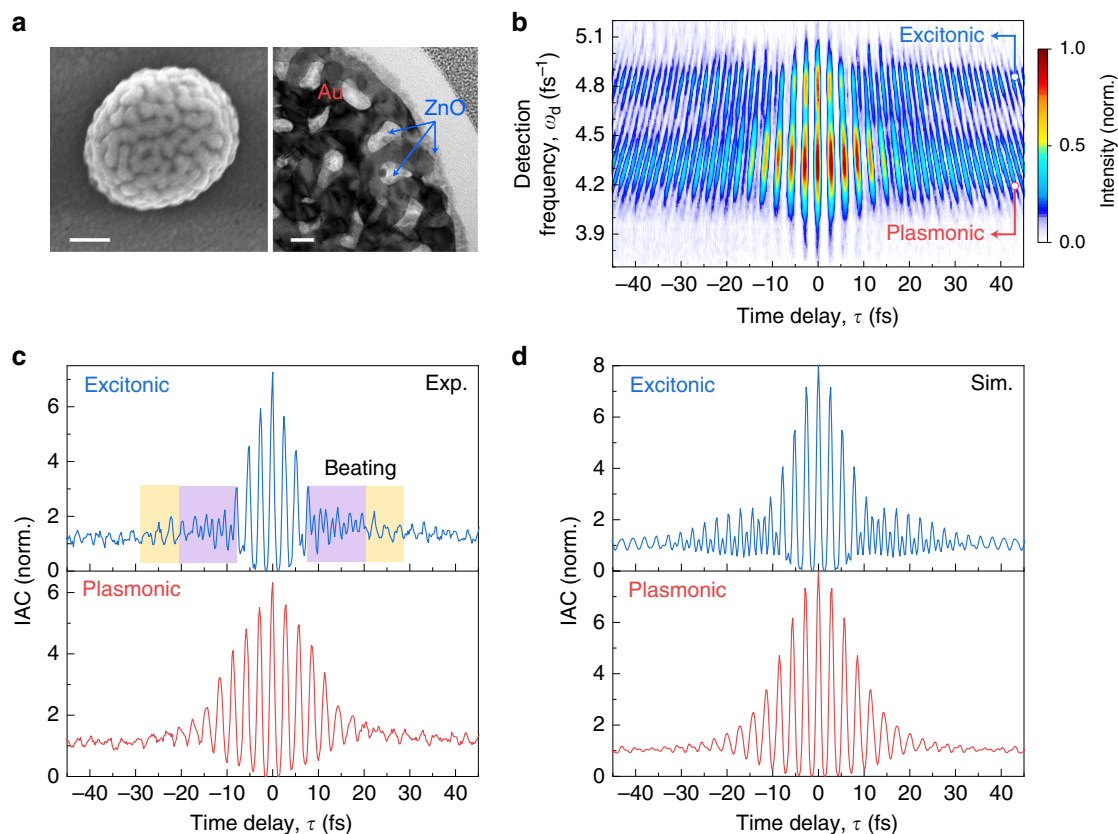 a
Au
ZnO
b
Excitonic
Plasmonic
5.1
4.8
4.5
4.2
3.9
Detection
frequency, ω_d (fs⁻¹)
–40 –30 –20 –10 0 10 20 30 40
Time delay, τ (fs)
1.0
0.5
0.0
Intensity (norm.)
c
Excitonic
Exp.
Beating
6
4
2
0
Plasmonic
6
4
2
0
IAC (norm.)
–40 –30 –20 –10 0 10 20 30 40
Time delay, τ (fs)
d
Excitonic
Sim.
8
6
4
2
0
Plasmonic
6
4
2
0
IAC (norm.)
–40 –30 –20 –10 0 10 20 30 40
Time delay, τ (fs)